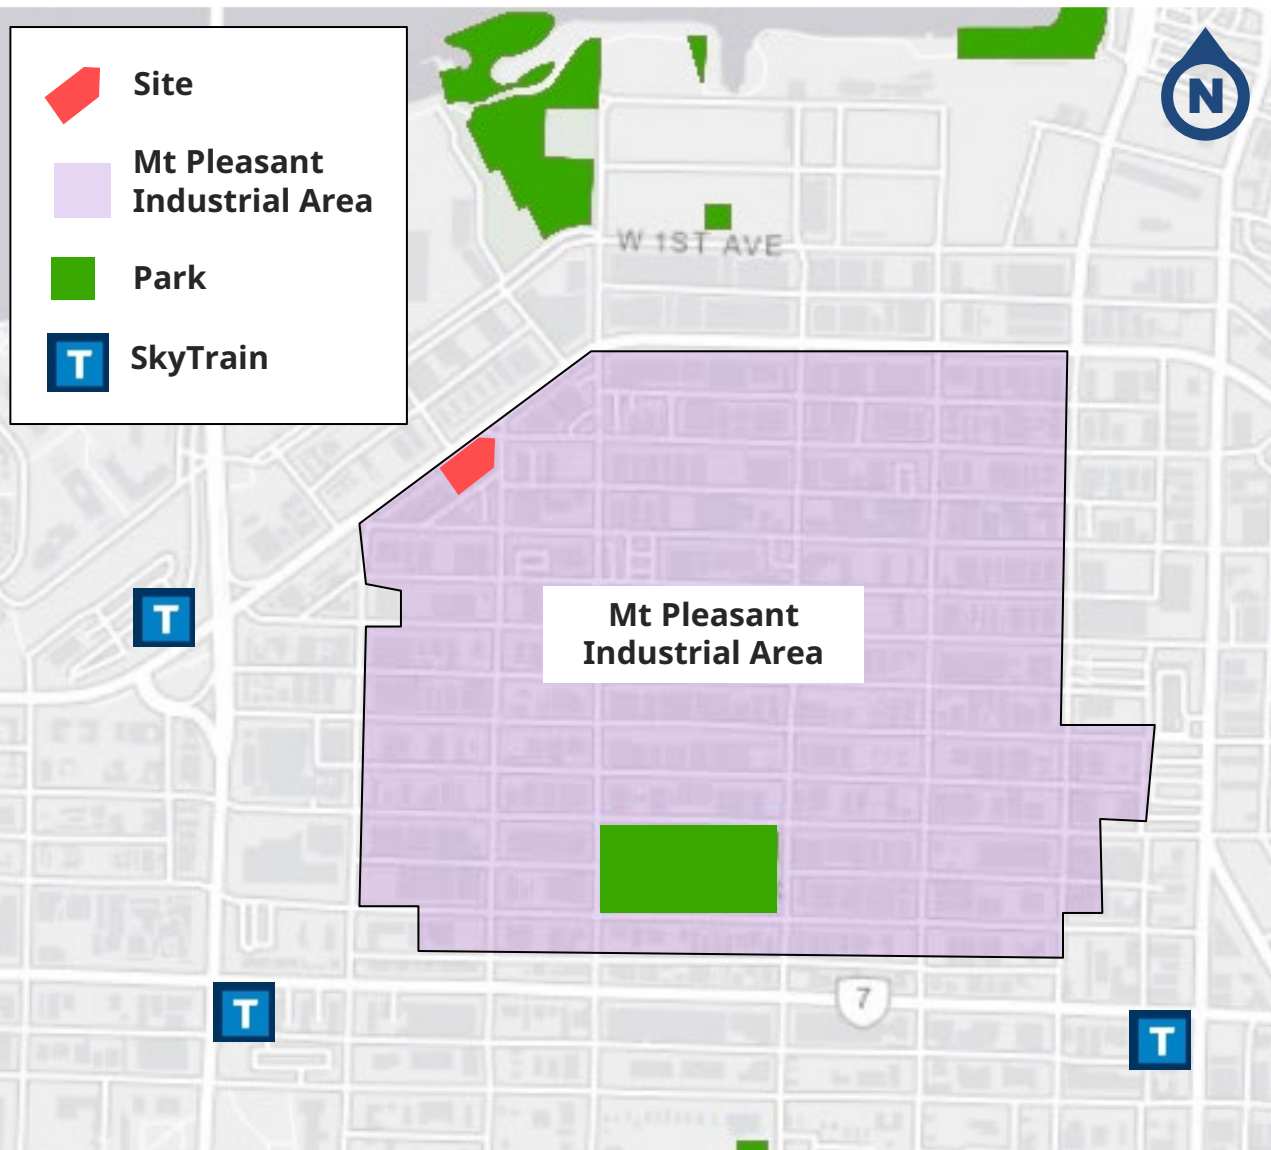 Site
Mt Pleasant
Industrial Area
Park
T
SkyTrain
N
W 1ST AVE
T
Mt Pleasant
Industrial Area
7
T
T